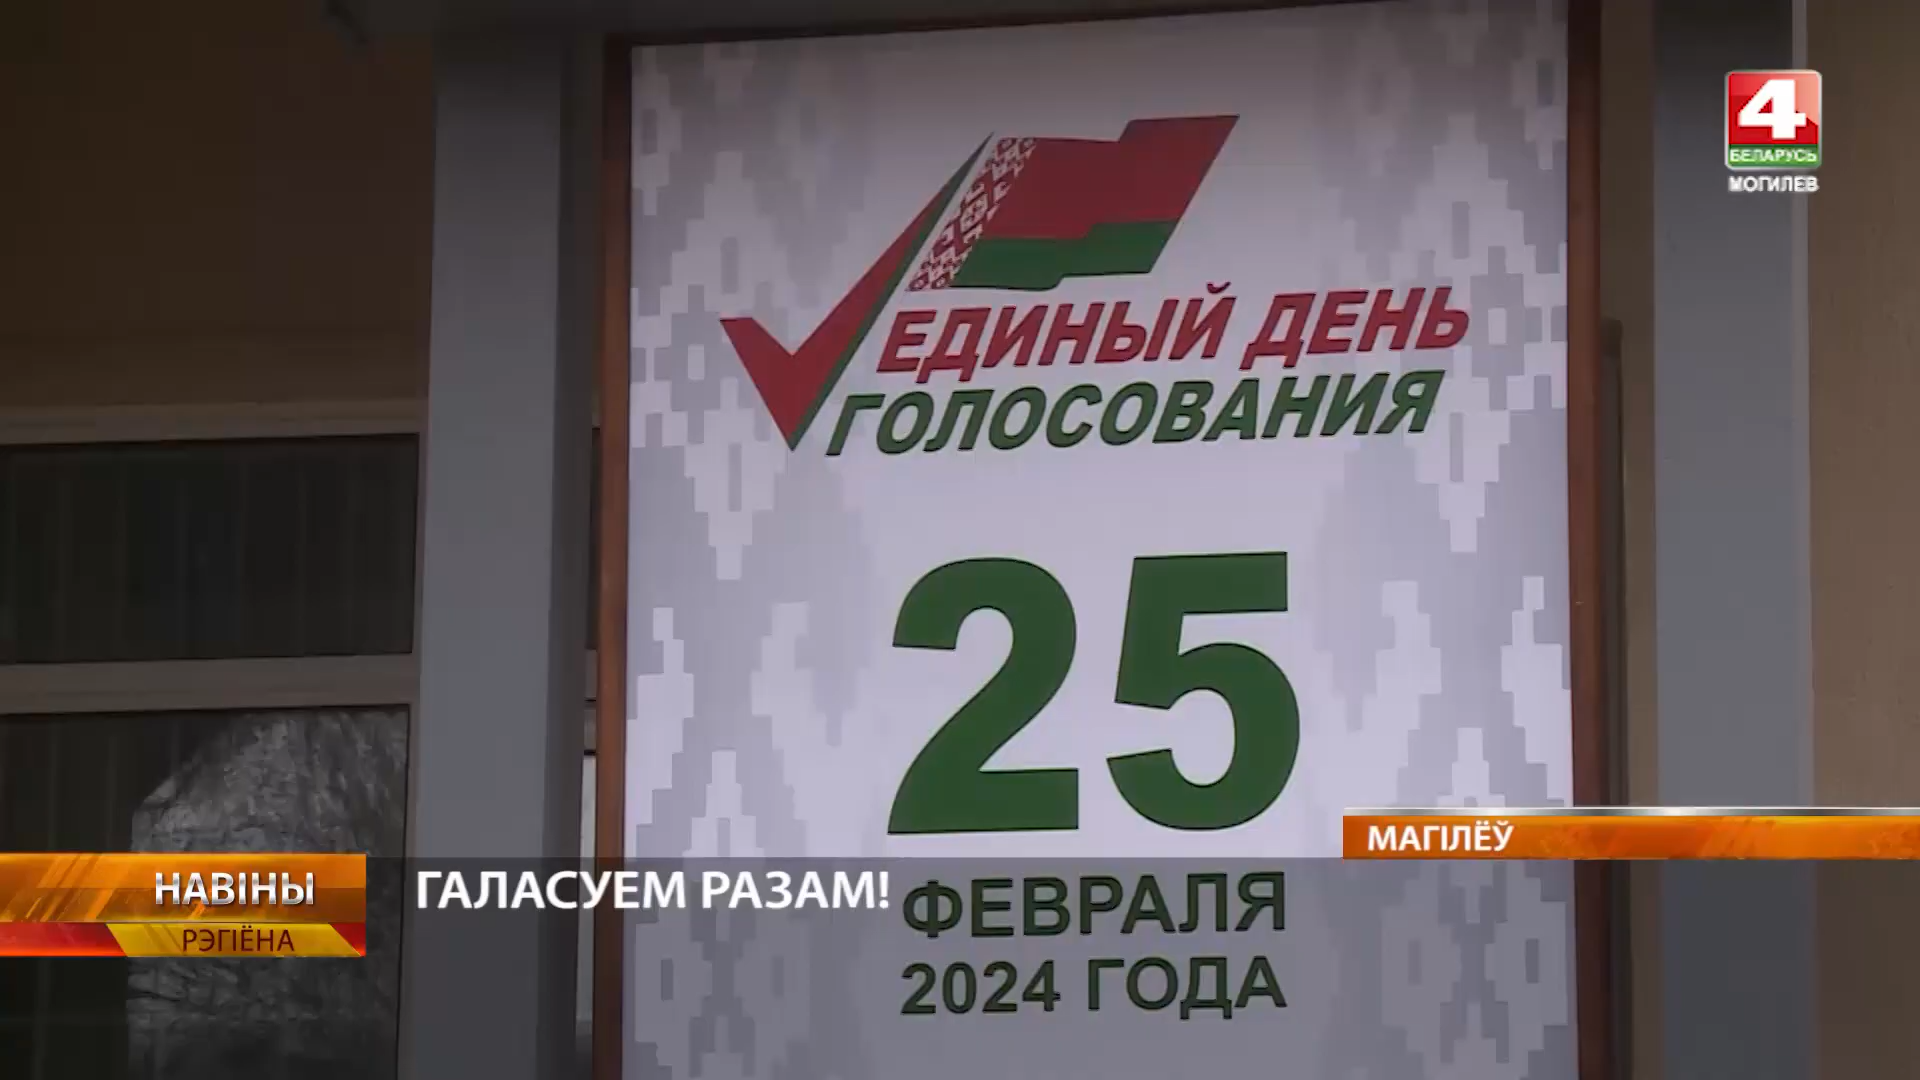 4
БЕЛАРУСЬ
МОГИЛЕВ
ЕДИНЫЙ ДЕНЬ
ГОЛОСОВАНИЯ
25
ФЕВРАЛЯ
2024 ГОДА
МАГІЛЁЎ
НАВІНЫ
РЭГІЁНА
ГАЛАСУЕМ РАЗАМ!